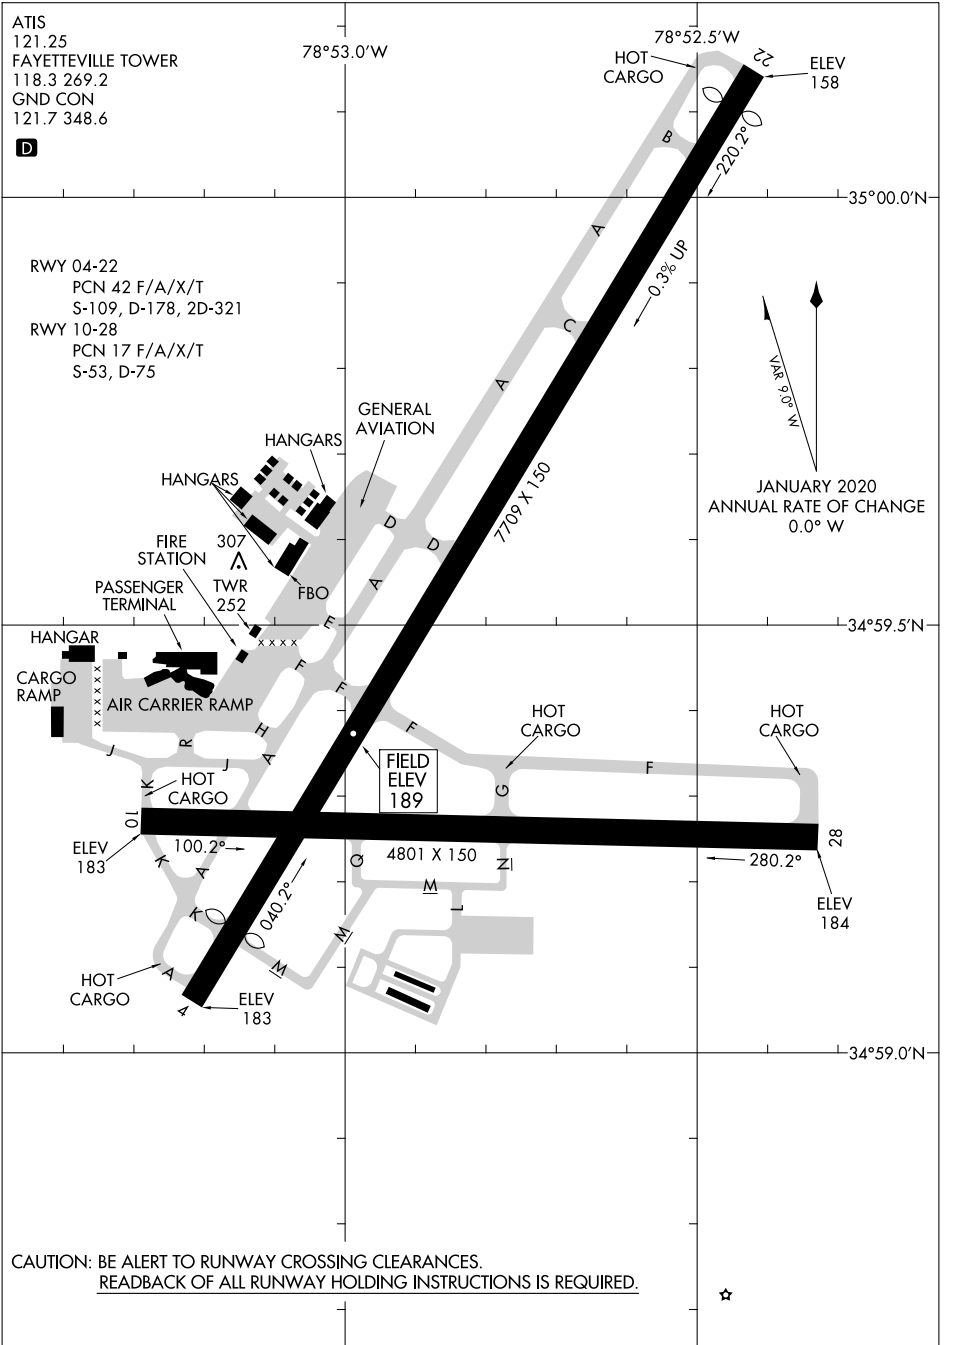 ATIS
121.25
FAYETTEVILLE TOWER
118.3 269.2
GND CON
121.7 348.6
D
78°53.0'W
78°52.5'W
HOT
CARGO
22
ELEV
158
B
220.2°
35°00.0'N
A
0.3% UP
RWY 04-22
PCN 42 F/A/X/T
S-109, D-178, 2D-321
RWY 10-28
PCN 17 F/A/X/T
S-53, D-75
C
VAR 9.0° W
A
GENERAL
AVIATION
HANGARS
HANGARS
7709 X 150
JANUARY 2020
ANNUAL RATE OF CHANGE
0.0° W
D
D
FIRE
STATION
307
TWR
252
FBO
A
PASSENGER
TERMINAL
E
34°59.5'N
HANGAR
x x x x
CARGO
RAMP
x x x x x x
AIR CARRIER RAMP
F
F
F
H
A
J
R
J
HOT
CARGO
HOT
CARGO
FIELD
ELEV
189
F
K
HOT
CARGO
G
10
28
ELEV
183
100.2°
4801 X 150
280.2°
K
A
Q
N
M
L
ELEV
184
K
040.2°
M
M
A
HOT
CARGO
4
ELEV
183
34°59.0'N
CAUTION: BE ALERT TO RUNWAY CROSSING CLEARANCES.
READBACK OF ALL RUNWAY HOLDING INSTRUCTIONS IS REQUIRED.